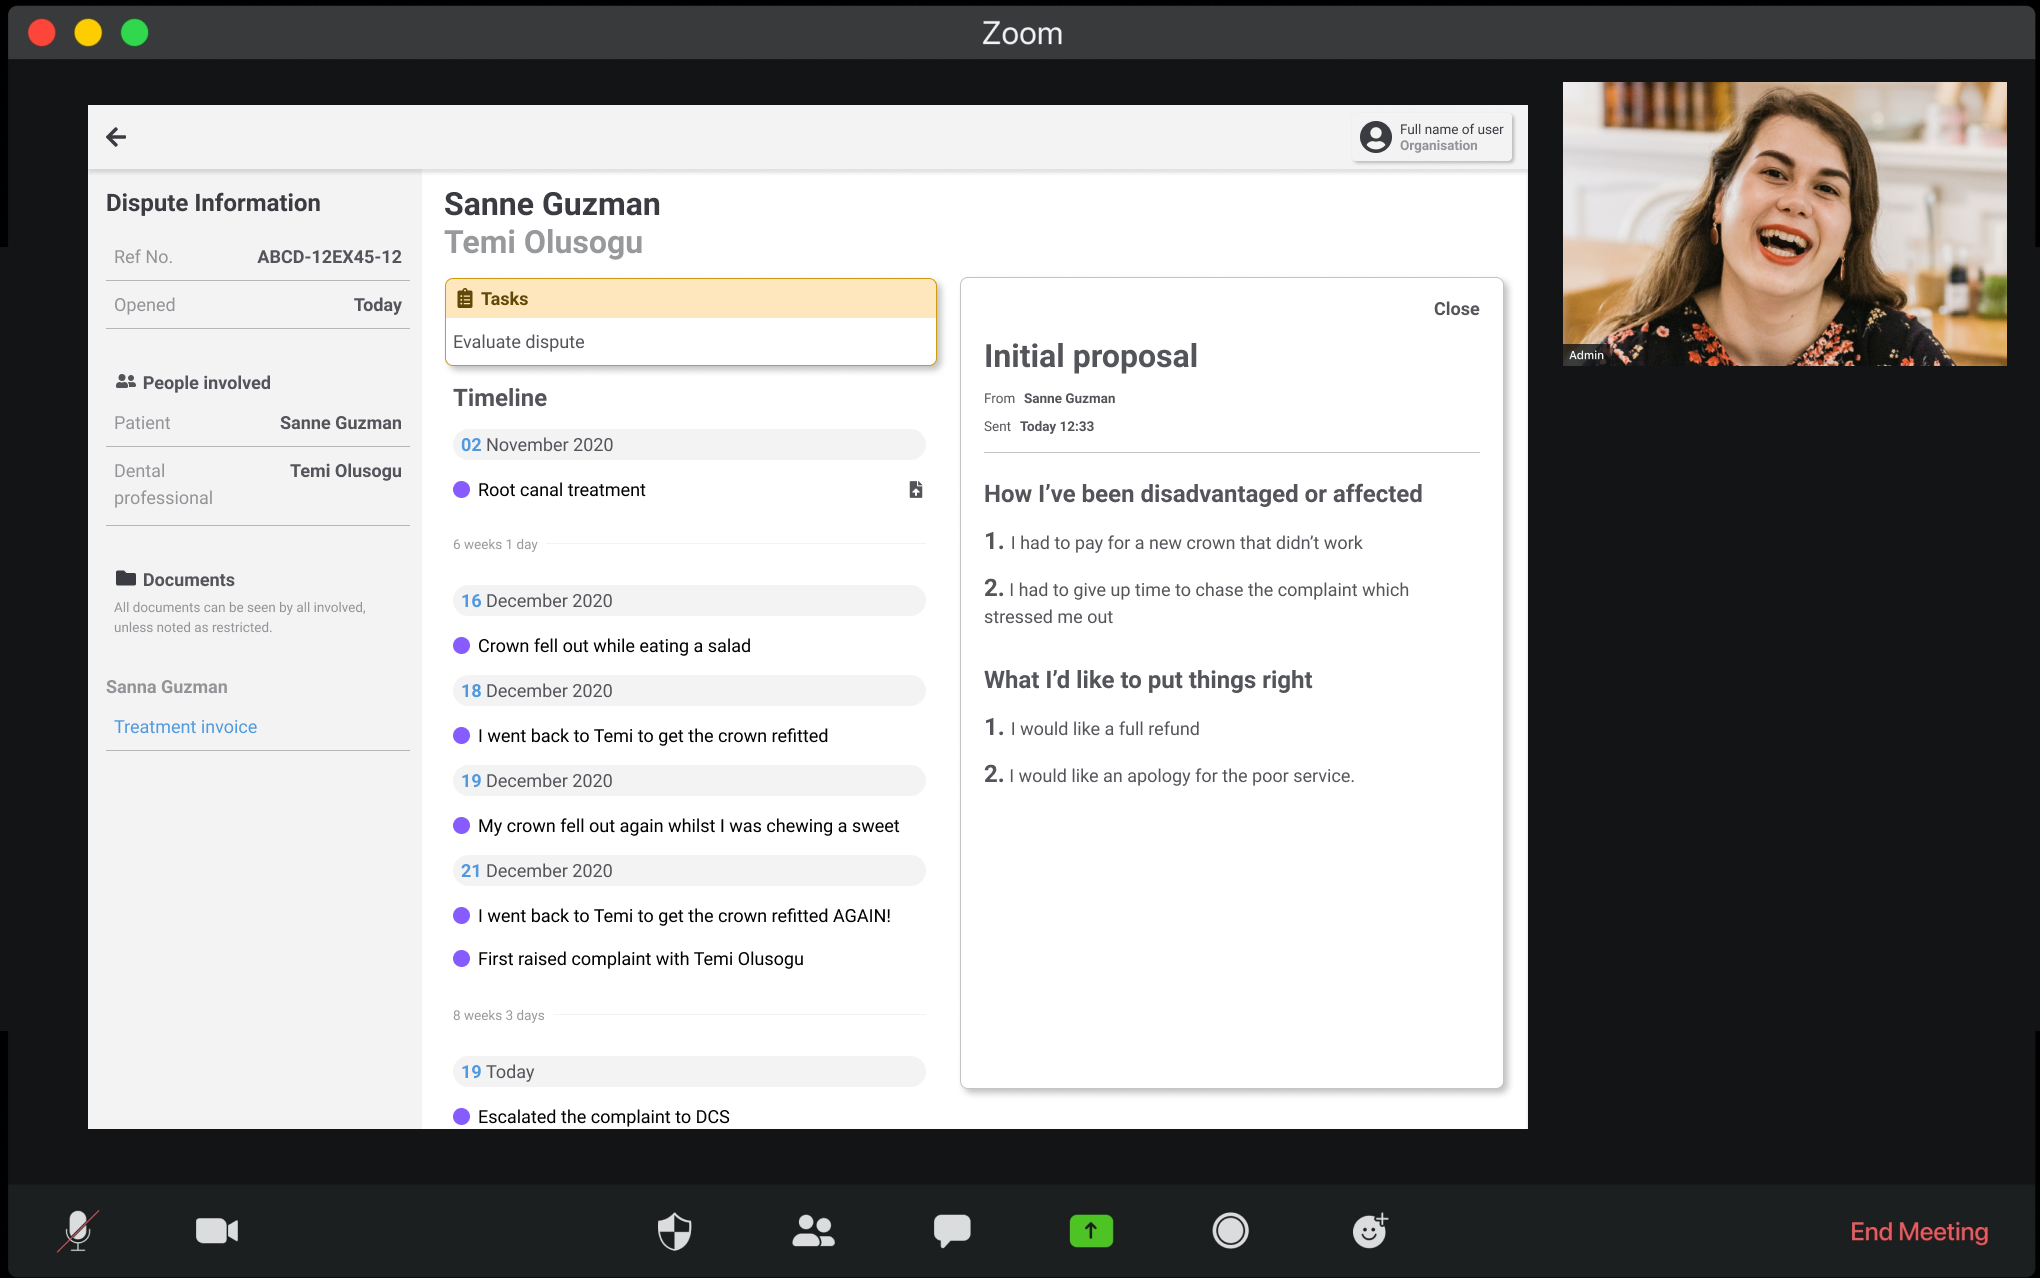 Zoom
Full name of user
Organisation
Dispute Information
Ref No. ABCD-12EX45-12
Opened Today
People involved
Patient Sanne Guzman
Dental Temi Olusogu
professional
Documents
All documents can be seen by all involved,
unless noted as restricted.
Sanna Guzman
Treatment invoice
Sanne Guzman
Temi Olusogu
Tasks
Evaluate dispute
Timeline
02 November 2020
Root canal treatment
6 weeks 1 day
16 December 2020
Crown fell out while eating a salad
18 December 2020
I went back to Temi to get the crown refitted
19 December 2020
My crown fell out again whilst I was chewing a sweet
21 December 2020
I went back to Temi to get the crown refitted AGAIN!
First raised complaint with Temi Olusogu
8 weeks 3 days
19 Today
Escalated the complaint to DCS
Close
Initial proposal
From Sanne Guzman
Sent Today 12:33
How I’ve been disadvantaged or affected
1. I had to pay for a new crown that didn’t work
2. I had to give up time to chase the complaint which
stressed me out
What I’d like to put things right
1. I would like a full refund
2. I would like an apology for the poor service.
Admin
End Meeting